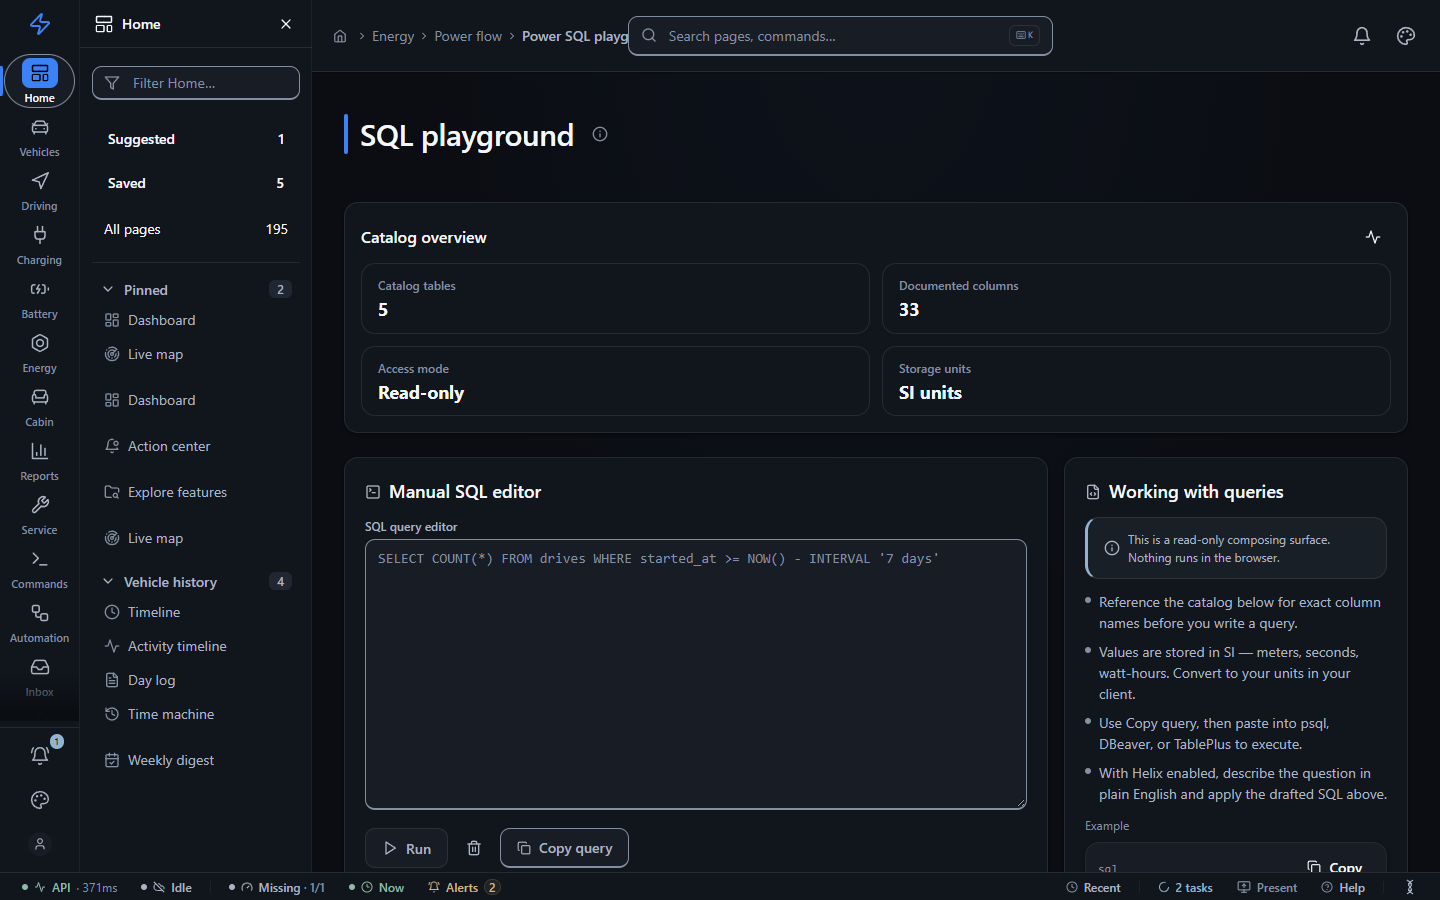 Home
Vehicles
Driving
Charging
Battery
Energy
Cabin
Reports
Service
Commands
Automation
Inbox
1
Home
Filter Home...
Suggested 1
Saved 5
All pages 195
Pinned 2
Dashboard
Live map
Dashboard
Action center
Explore features
Live map
Vehicle history 4
Timeline
Activity timeline
Day log
Time machine
Weekly digest
Energy > Power flow > Power SQL playg
Search pages, commands... K
SQL playground
Catalog overview
Catalog tables
5
Documented columns
33
Access mode
Read-only
Storage units
SI units
Manual SQL editor
SQL query editor
SELECT COUNT(*) FROM drives WHERE started_at >= NOW() - INTERVAL '7 days'
Run
Copy query
Working with queries
This is a read-only composing surface.
Nothing runs in the browser.
Reference the catalog below for exact column
names before you write a query.
Values are stored in SI — meters, seconds,
watt-hours. Convert to your units in your
client.
Use Copy query, then paste into psql,
DBeaver, or TablePlus to execute.
With Helix enabled, describe the question in
plain English and apply the drafted SQL above.
Example
sql
Copy
API · 371ms
Idle
Missing · 1/1
Now
Alerts 2
Recent
2 tasks
Present
Help